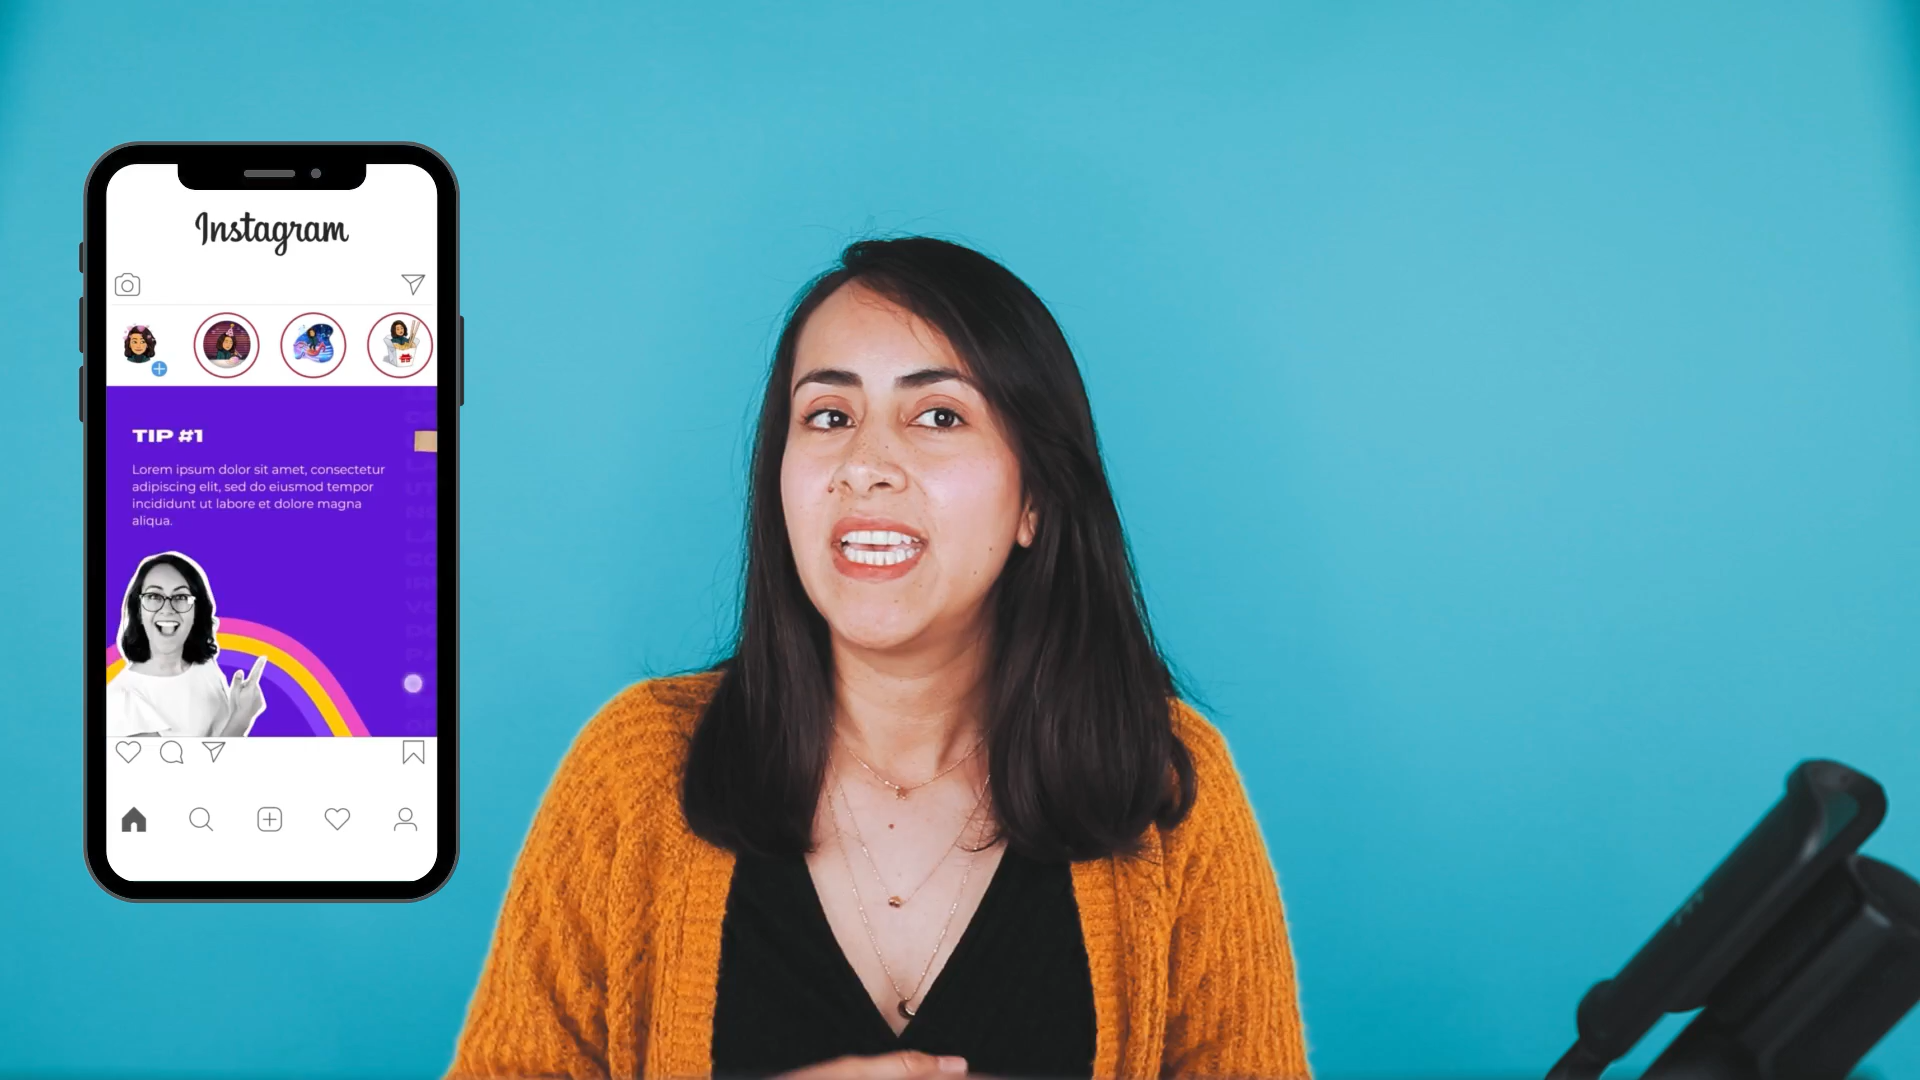 Instagram
TIP #1
Lorem ipsum dolor sit amet, consectetur
adipiscing elit, sed do eiusmod tempor
incididunt ut labore et dolore magna
aliqua.